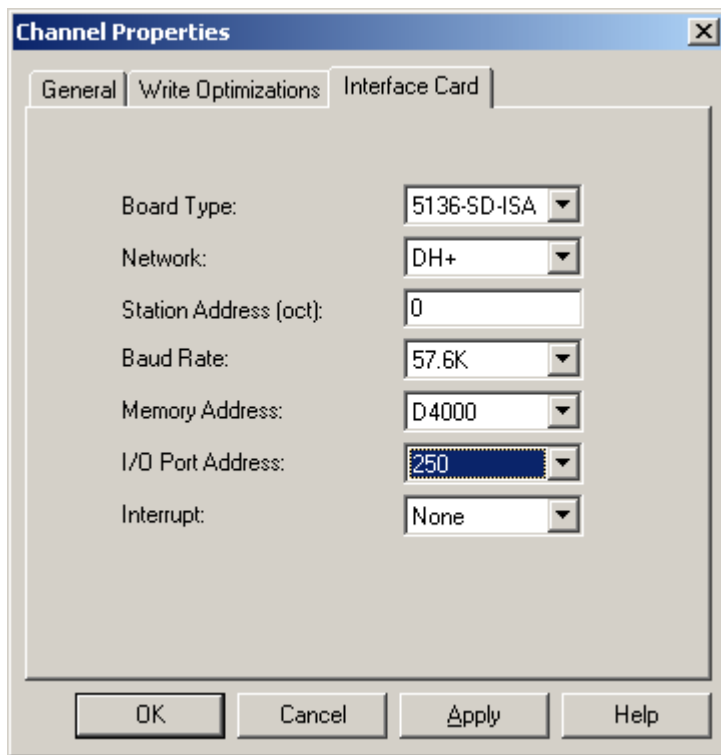 Channel Properties
General Write Optimizations Interface Card
Board Type: 5136-SD-ISA
Network: DH+
Station Address (oct): 0
Baud Rate: 57.6K
Memory Address: D4000
I/O Port Address: 250
Interrupt: None
OK Cancel Apply Help